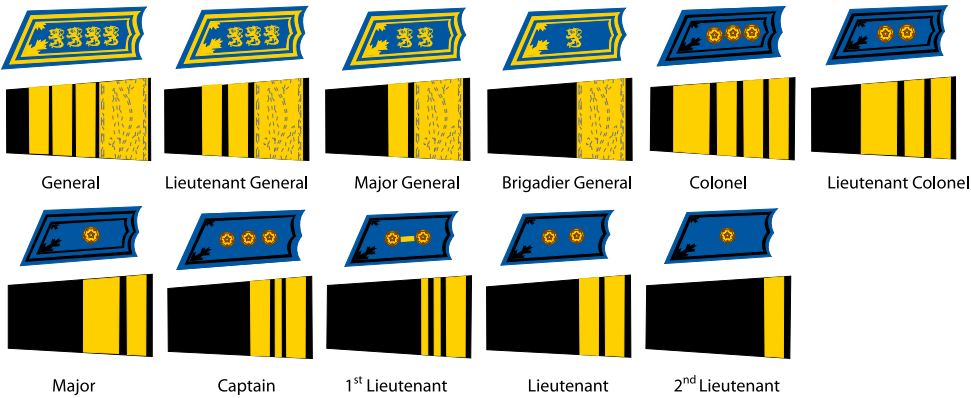 General Lieutenant General Major General Brigadier General Colonel Lieutenant Colonel
Major Captain 1st Lieutenant Lieutenant 2nd Lieutenant